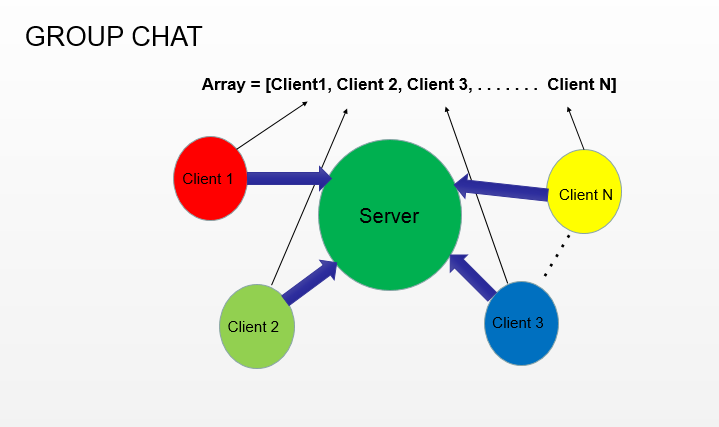 GROUP CHAT
Array = [Client1, Client 2, Client 3, . . . . . . . Client N]
Client 1
Client N
Server
Client 2
Client 3